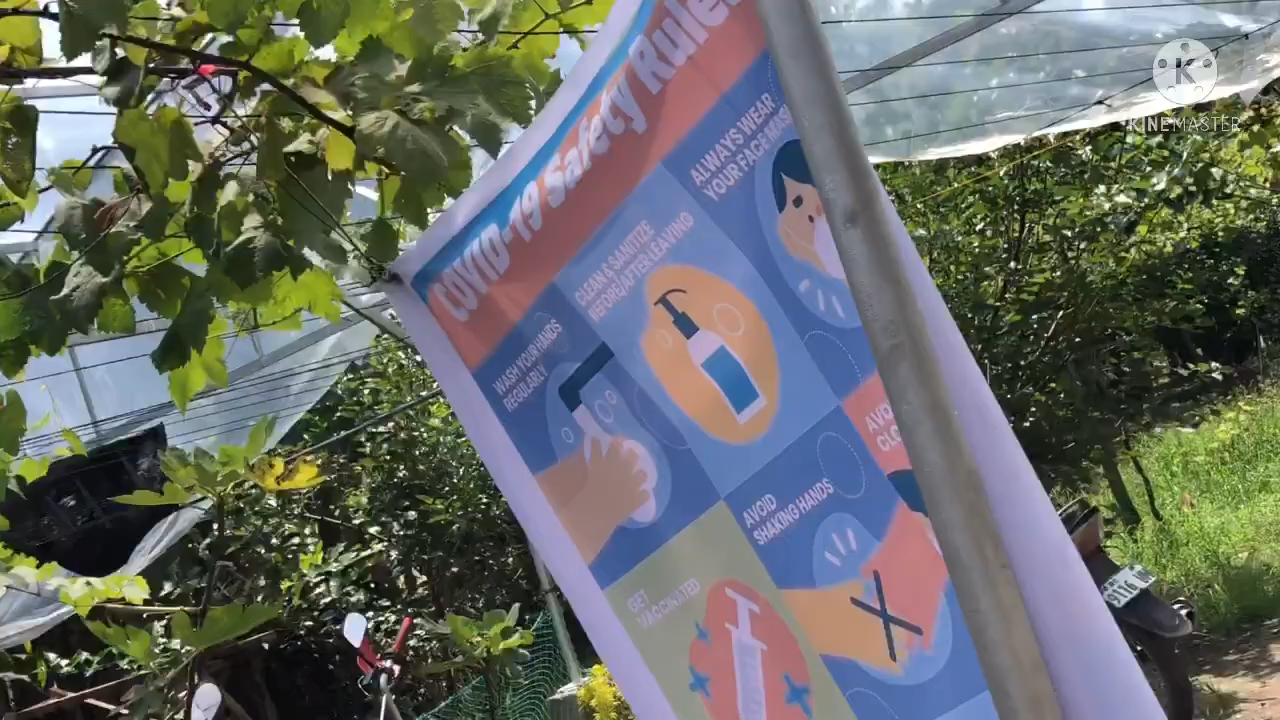 COVID-19 Safety Rules
ALWAYS WEAR
YOUR FACE MASK
CLEAN & SANITIZE
BEFORE/AFTER LEAVING
WASH YOUR HANDS
REGULARLY
AVOID
SHAKING HANDS
GET
VACCINATED
KINEMASTER